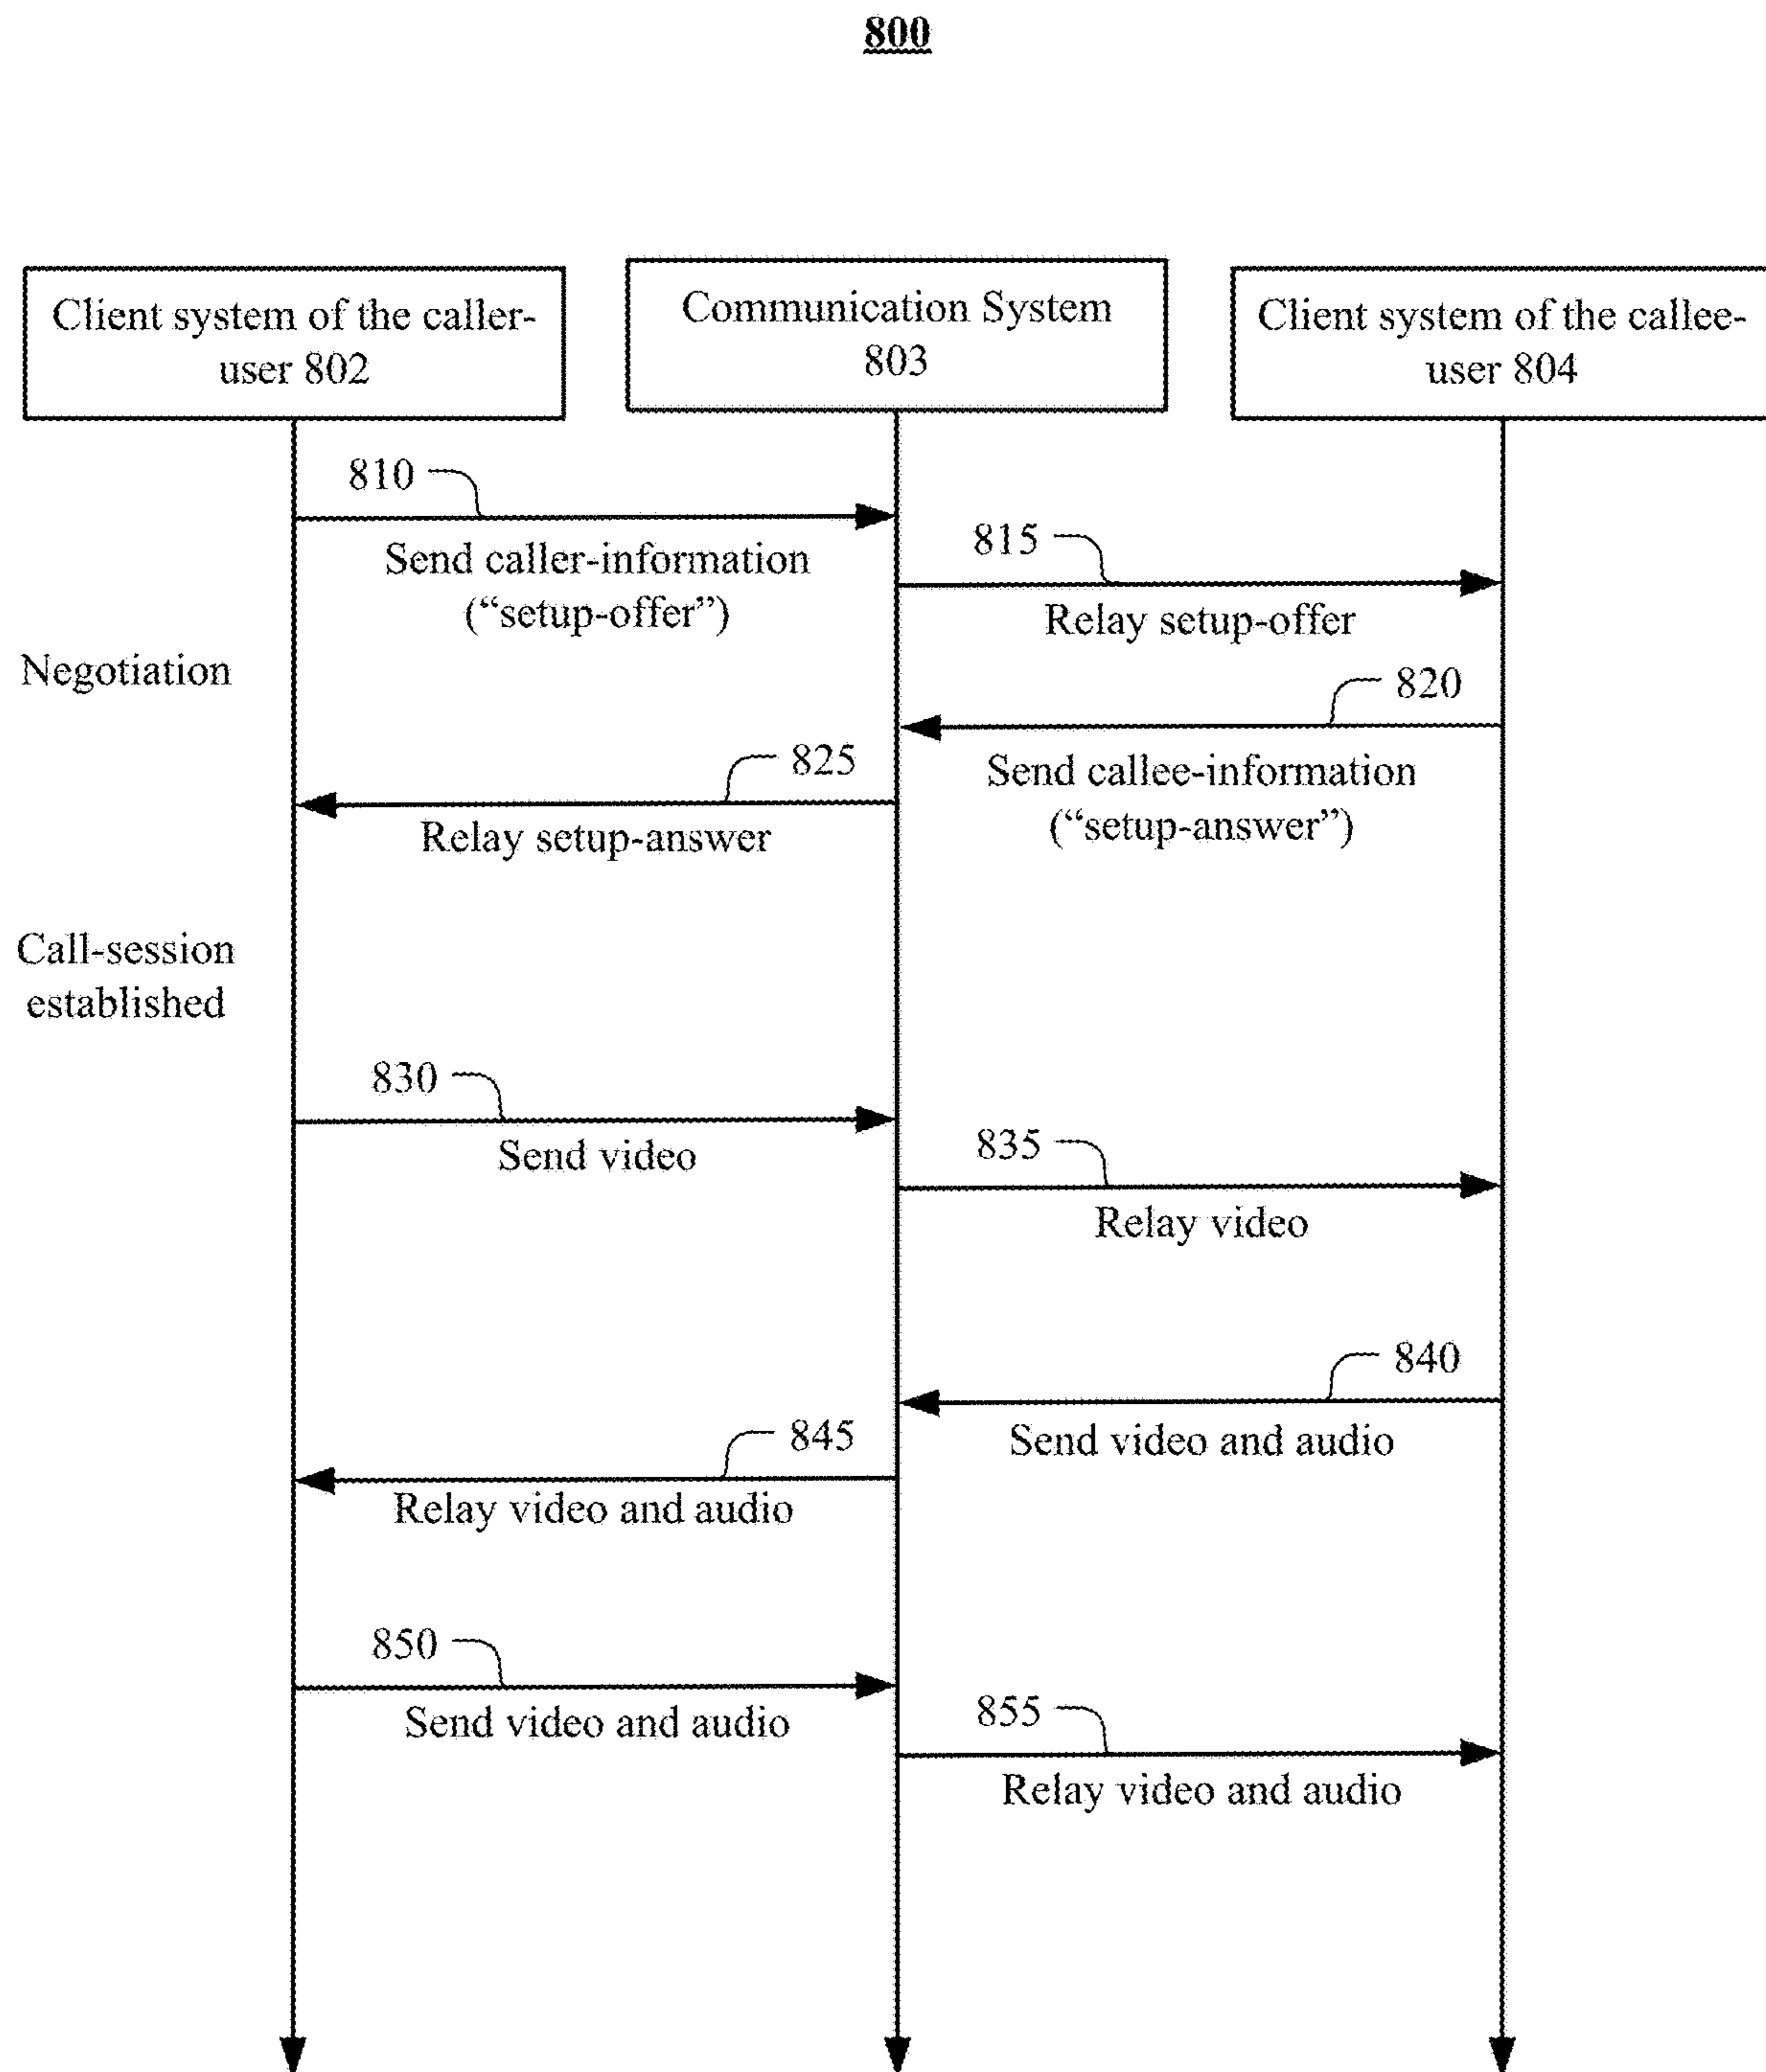 800
Client system of the caller-
user 802
Communication System
803
Client system of the callee-
user 804
810
Send caller-information
(“setup-offer”)
815
Relay setup-offer
Negotiation
820
Send callee-information
(“setup-answer”)
825
Relay setup-answer
Call-session
established
830
Send video
835
Relay video
840
Send video and audio
845
Relay video and audio
850
Send video and audio
855
Relay video and audio